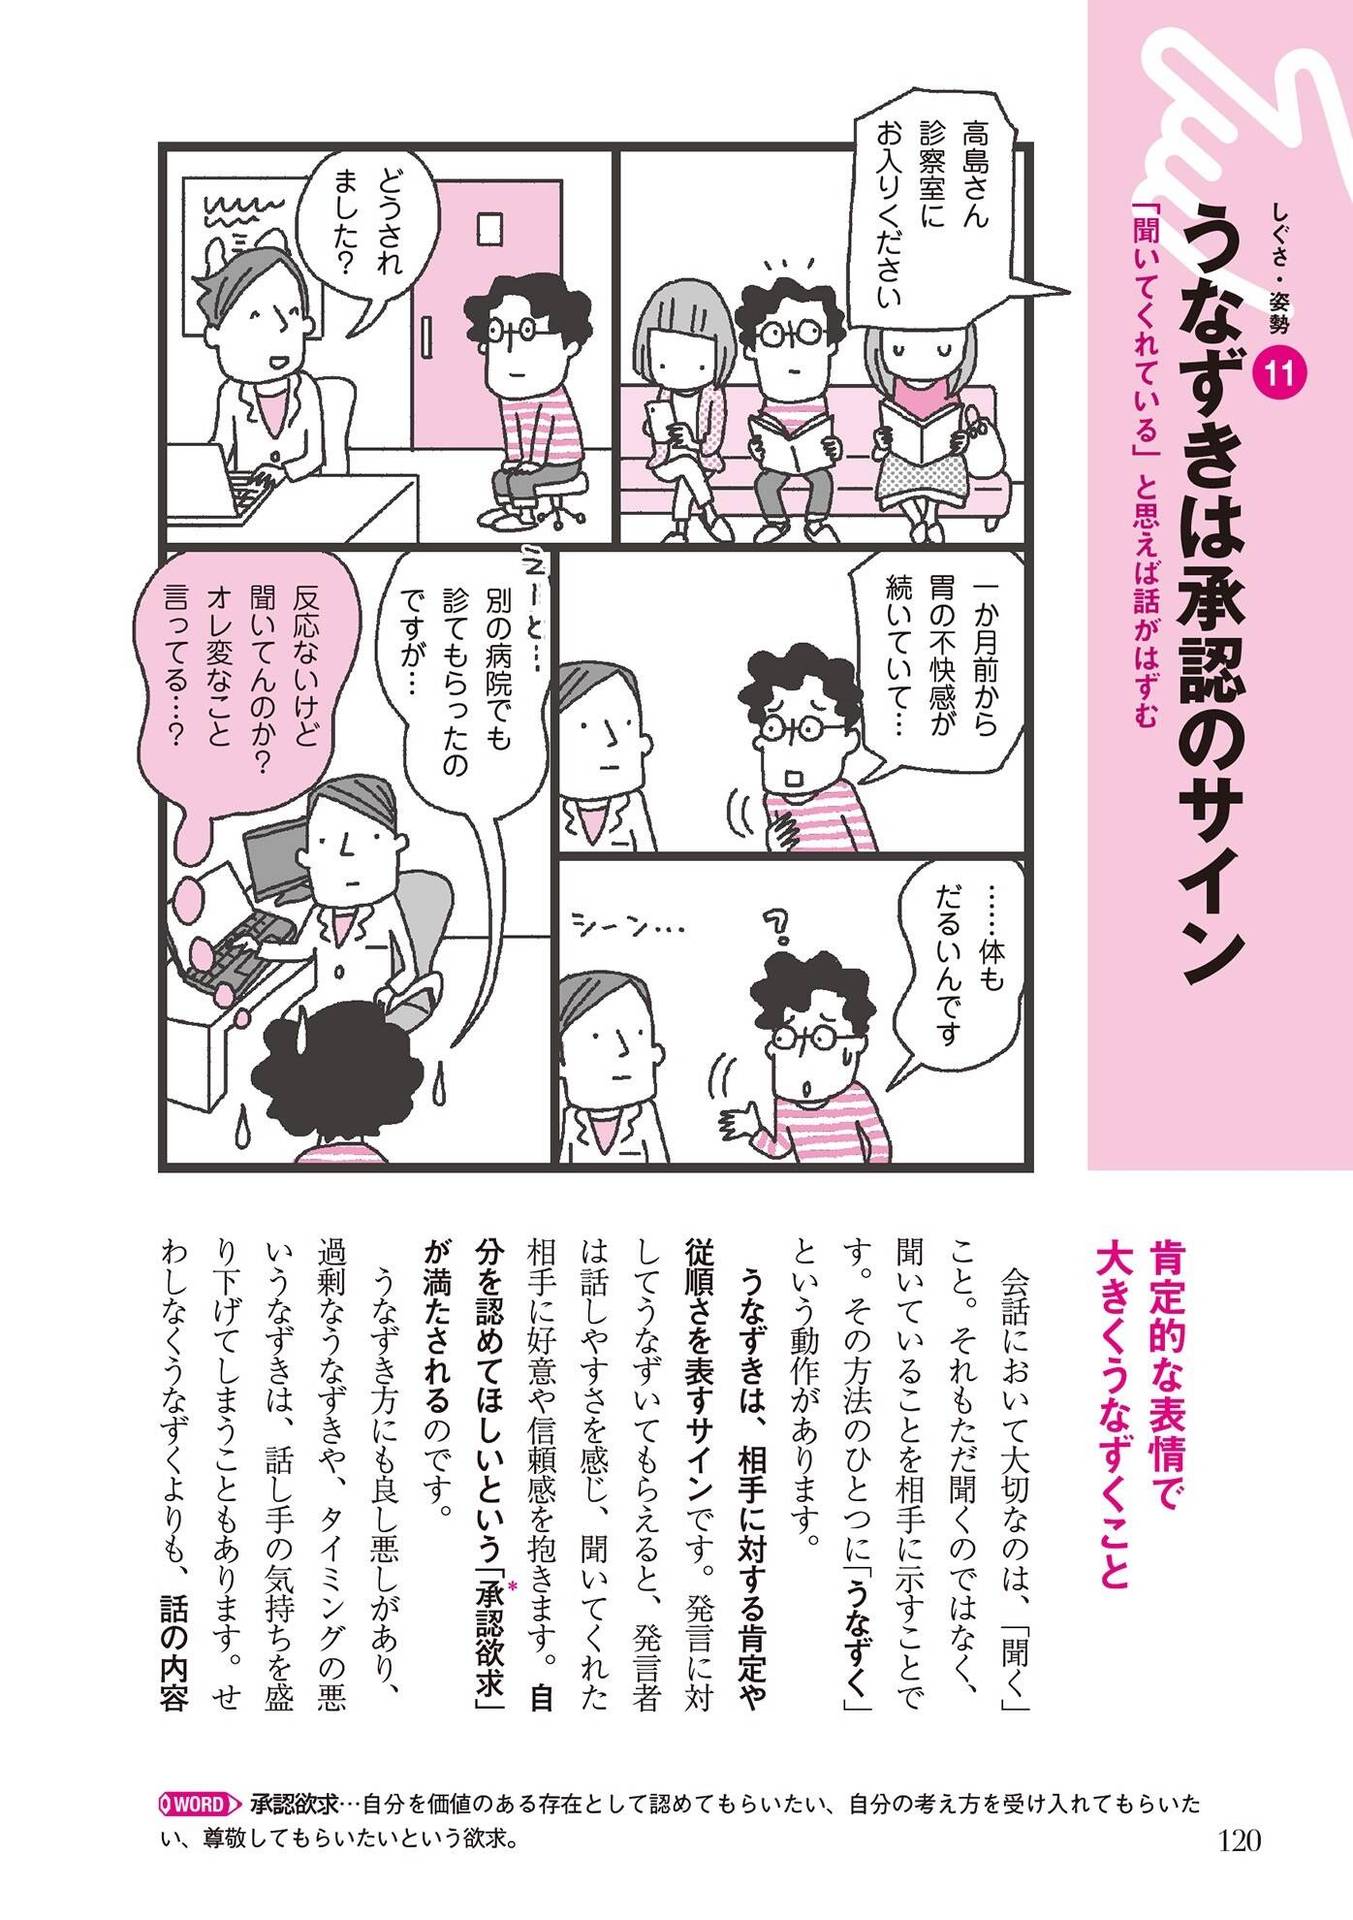 しぐさ・姿勢
11
うなずきは承認のサイン
「聞いてくれている」と思えば話がはずむ
高島さん
診察室に
お入りください
どうされ
ました？
一か月前から
胃の不快感が
続いていて…
……体も
だるいんです
シーン…
？
えーと…
別の病院でも
診てもらったの
ですが…
反応ないけど
聞いてんのか？
オレ変なこと
言ってる…？
肯定的な表情で
大きくうなずくこと
会話において大切なのは、「聞く」
こと。それもただ聞くのではなく、
聞いていることを相手に示すことで
す。その方法のひとつに「うなずく」
という動作があります。
うなずきは、相手に対する肯定や
従順さを表すサインです。発言に対
してうなずいてもらえると、発言者
は話しやすさを感じ、聞いてくれた
相手に好意や信頼感を抱きます。自
分を認めてほしいという「承認欲求*」
が満たされるのです。
うなずき方にも良し悪しがあり、
過剰なうなずきや、タイミングの悪
いうなずきは、話し手の気持ちを盛
り下げてしまうこともあります。せ
わしなくうなずくよりも、話の内容
WORD 承認欲求…自分を価値のある存在として認めてもらいたい、自分の考え方を受け入れてもらいた
い、尊敬してもらいたいという欲求。
120